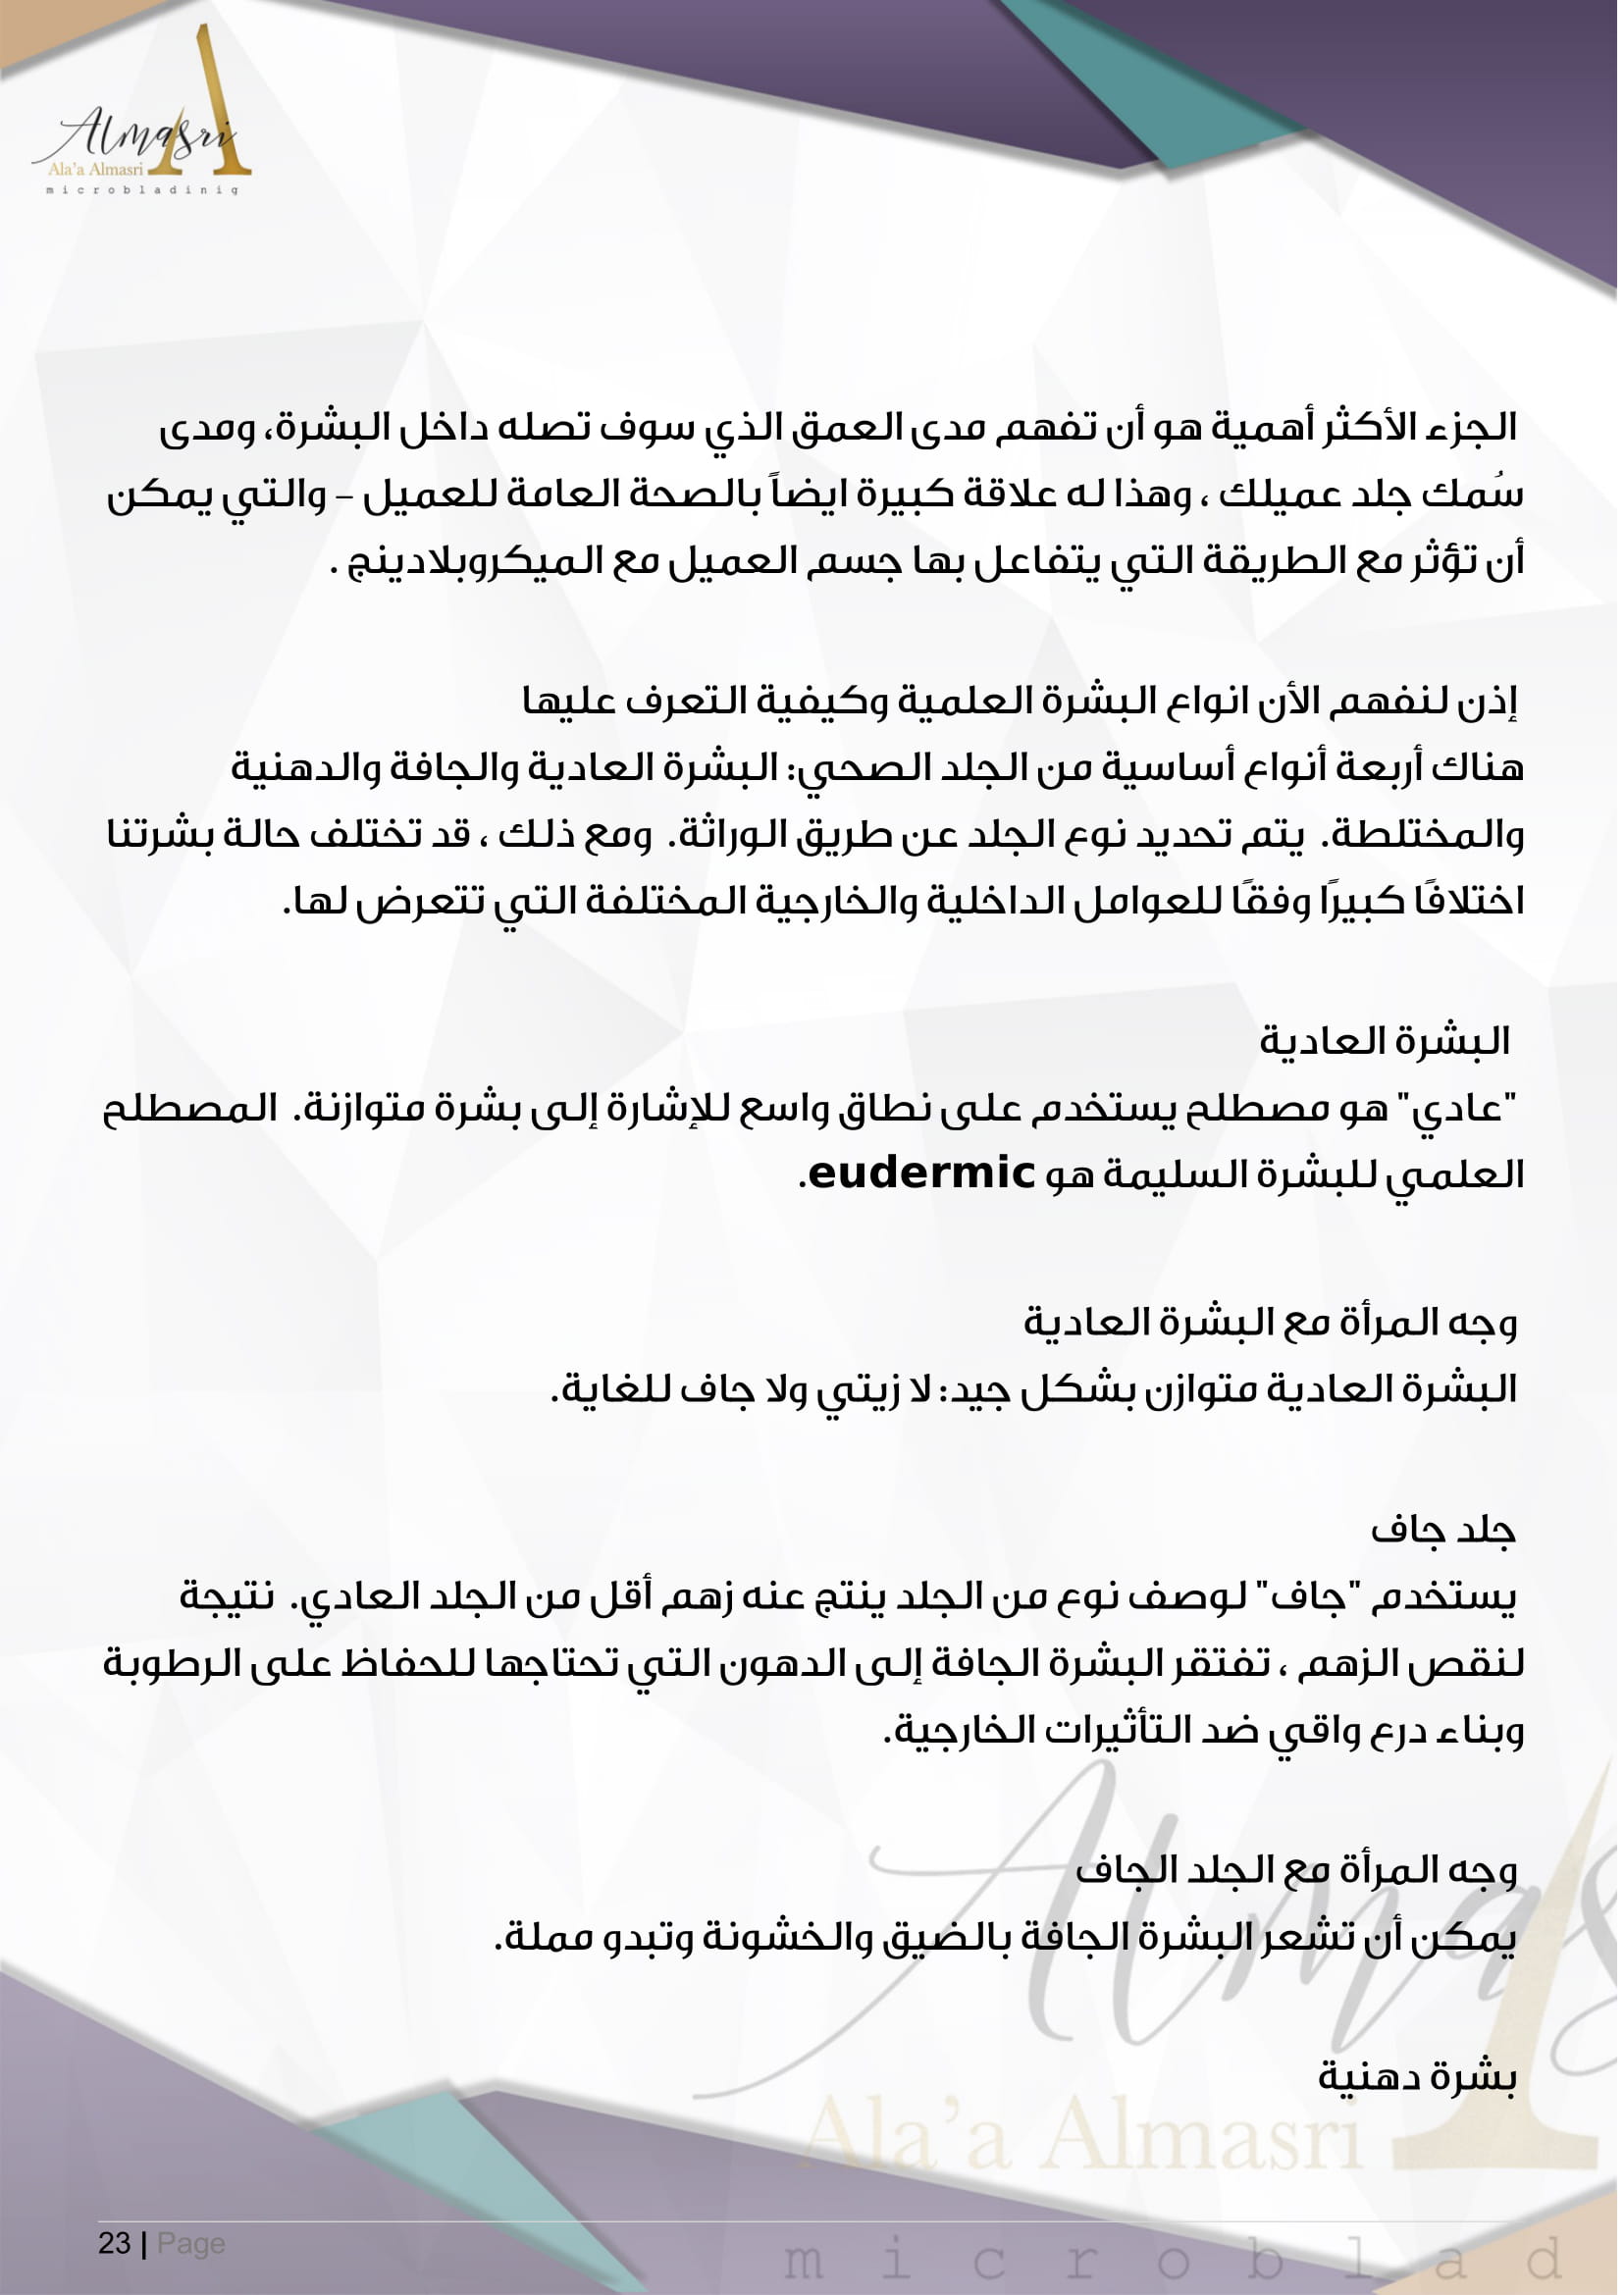 Almasri
Ala'a Almasri
microbladinig
الجزء الأكثر أهمية هو أن تفهم مدى العمق الذي سوف تصله داخل البشرة، ومدى
سُمك جلد عميلك ، وهذا له علاقة كبيرة ايضاً بالصحة العامة للعميل – والتي يمكن
أن تؤثر مع الطريقة التي يتفاعل بها جسم العميل مع الميكروبلادينج .
إذن لنفهم الأن انواع البشرة العلمية وكيفية التعرف عليها
هناك أربعة أنواع أساسية من الجلد الصحي: البشرة العادية والجافة والدهنية
والمختلطة. يتم تحديد نوع الجلد عن طريق الوراثة. ومع ذلك ، قد تختلف حالة بشرتنا
اختلافًا كبيرًا وفقًا للعوامل الداخلية والخارجية المختلفة التي تتعرض لها.
البشرة العادية
"عادي" هو مصطلح يستخدم على نطاق واسع للإشارة إلى بشرة متوازنة. المصطلح
العلمي للبشرة السليمة هو eudermic.
وجه المرأة مع البشرة العادية
البشرة العادية متوازن بشكل جيد: لا زيتي ولا جاف للغاية.
جلد جاف
يستخدم "جاف" لوصف نوع من الجلد ينتج عنه زهم أقل من الجلد العادي. نتيجة
لنقص الزهم ، تفتقر البشرة الجافة إلى الدهون التي تحتاجها للحفاظ على الرطوبة
وبناء درع واقي ضد التأثيرات الخارجية.
وجه المرأة مع الجلد الجاف
يمكن أن تشعر البشرة الجافة بالضيق والخشونة وتبدو مملة.
بشرة دهنية
Almas
Ala'a Almasri
microblad
23 | Page